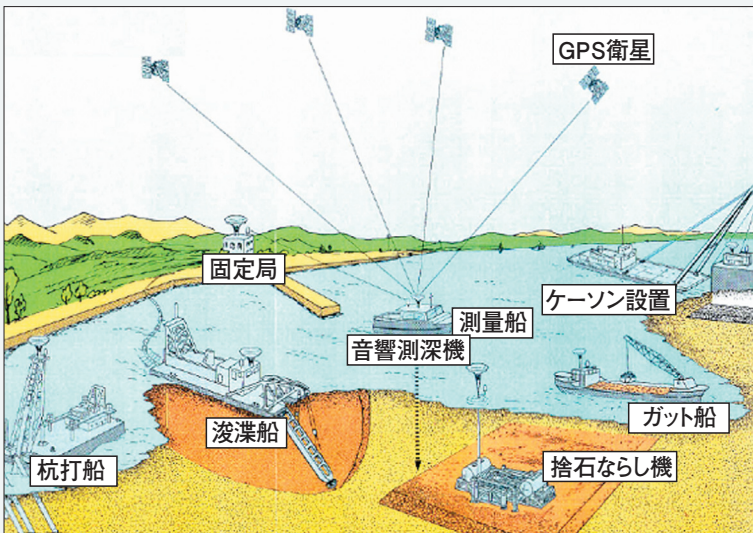 GPS衛星
固定局
ケーソン設置
測量船
音響測深機
ガット船
浚渫船
杭打船
捨石ならし機